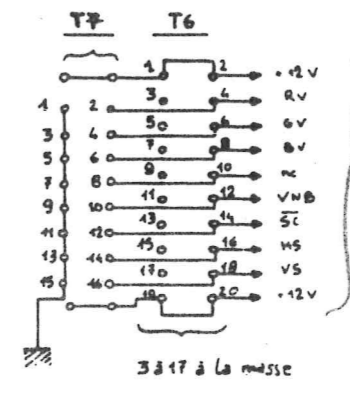 T7 T6
1 2 +12V
3 4 RV
1 2 5 6 GV
3 4 7 8 BV
5 6 9 10 nc
7 8 11 12 VNB
9 10 13 14 SC
11 12 15 16 HS
13 14 17 18 VS
15 16 19 20 +12V
3 à 17 à la masse